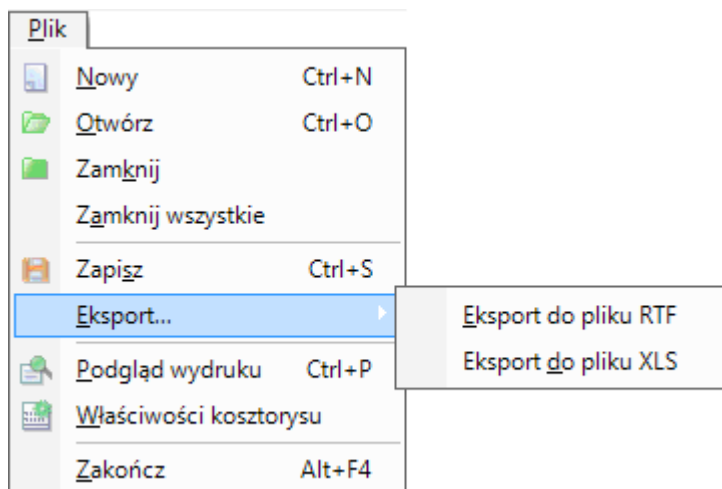 Plik
Nowy Ctrl+N
Otwórz Ctrl+O
Zamknij
Zamknij wszystkie
Zapisz Ctrl+S
Eksport...
Eksport do pliku RTF
Eksport do pliku XLS
Podgląd wydruku Ctrl+P
Właściwości kosztorysu
Zakończ Alt+F4